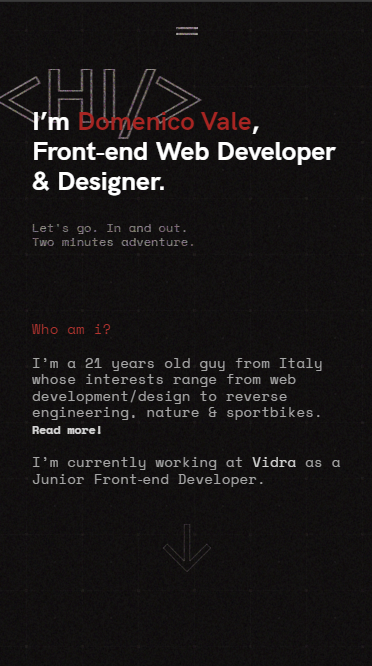 <HI/>
I'm Domenico Vale,
Front-end Web Developer
& Designer.
Let's go. In and out.
Two minutes adventure.
Who am i?
I'm a 21 years old guy from Italy
whose interests range from web
development/design to reverse
engineering, nature & sportbikes.
Read more!
I'm currently working at Vidra as a
Junior Front-end Developer.